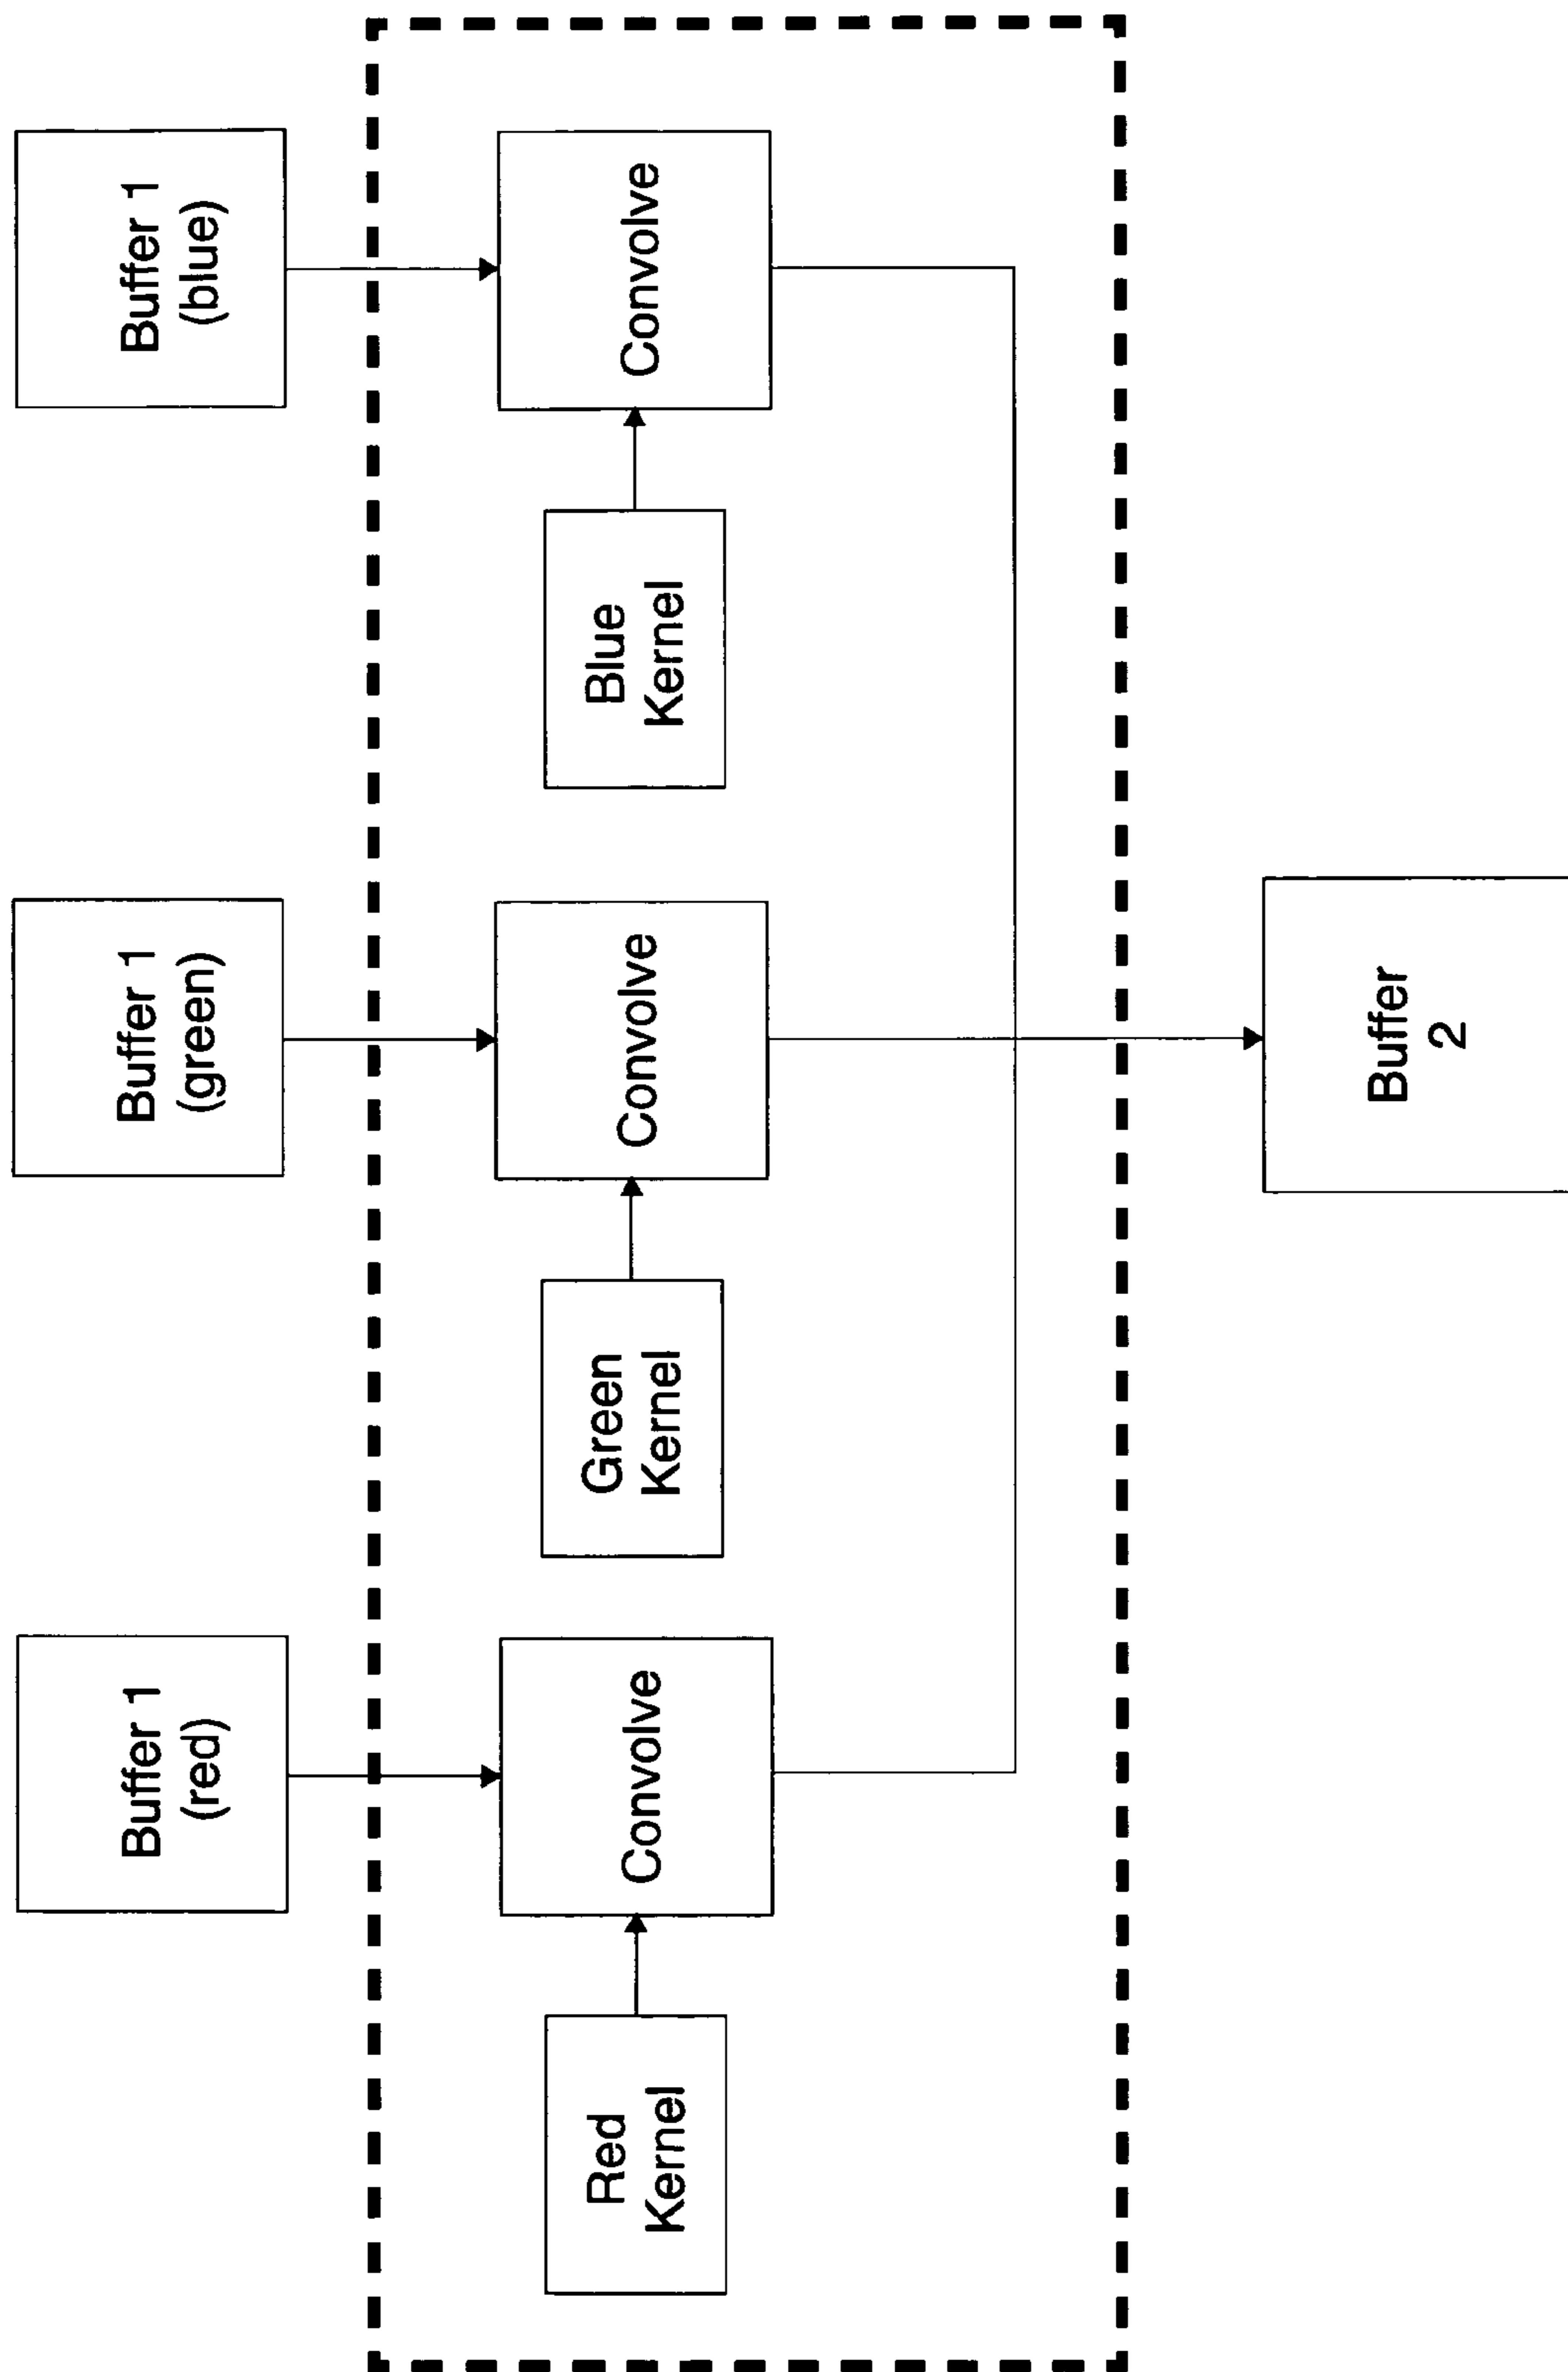 Buffer 1
(red)
Buffer 1
(green)
Buffer 1
(blue)
Red
Kernel
Convolve
Green
Kernel
Convolve
Blue
Kernel
Convolve
Buffer
2